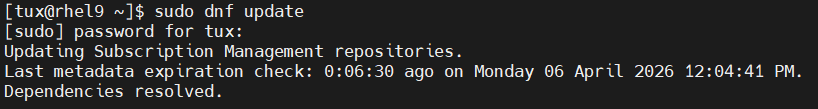 [tux@rhel9 ~]$ sudo dnf update
[sudo] password for tux:
Updating Subscription Management repositories.
Last metadata expiration check: 0:06:30 ago on Monday 06 April 2026 12:04:41 PM.
Dependencies resolved.